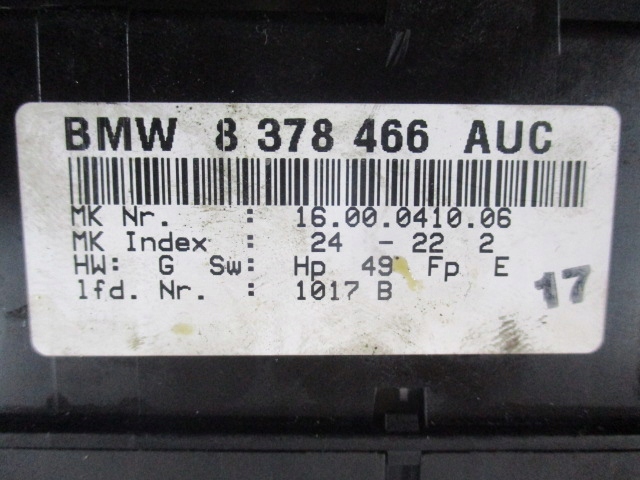 BMW 8 378 466 AUC
MK Nr. : 16.00.0410.06
MK Index : 24 - 22 2
HW: G Sw: Hp 49 Fp E
lfd. Nr. : 1017 B
17